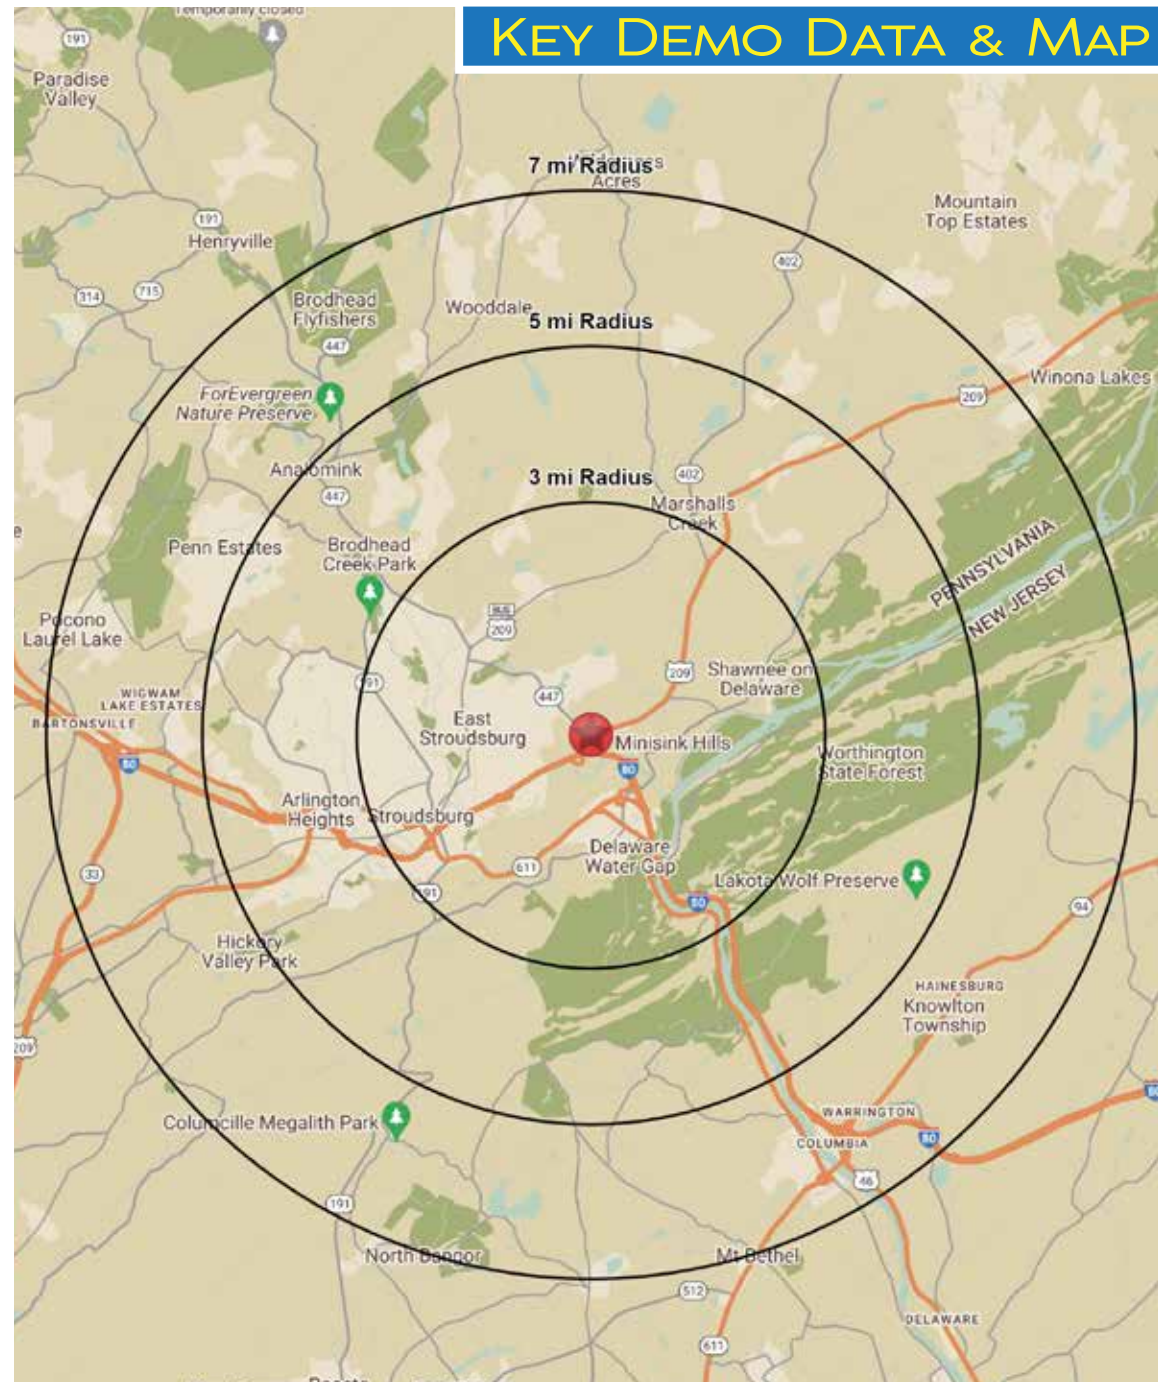 KEY DEMO DATA & MAP
Temporarily closed
191
Paradise
Valley
7 mi Radius
Acres
Mountain
Top Estates
191
Henryville
402
314
715
Brodhead
Flyfishers
Wooddale
5 mi Radius
447
Winona Lakes
209
ForEvergreen
Nature Preserve
Analomink
3 mi Radius
402
447
Marshalls
Creek
Penn Estates
Brodhead
Creek Park
PENNSYLVANIA
NEW JERSEY
BUS
209
Pocono
Laurel Lake
191
209
Shawnee on
Delaware
WIGWAM
LAKE ESTATES
447
BARTONSVILLE
East
Stroudsburg
Minisink Hills
Worthington
State Forest
80
80
Arlington
Heights
Stroudsburg
Delaware
Water Gap
611
33
191
Lakota Wolf Preserve
80
94
Hickory
Valley Park
HAINESBURG
Knowlton
Township
209
80
Columcille Megalith Park
WARRINGTON
COLUMBIA
80
46
191
North Bangor
Mt Bethel
512
DELAWARE
611